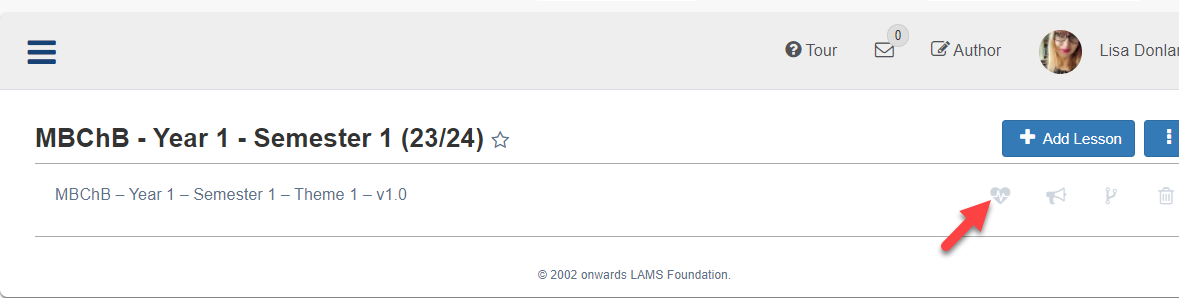 Tour
0
Author
Lisa Donlan
MBChB - Year 1 - Semester 1 (23/24)
Add Lesson
MBChB – Year 1 – Semester 1 – Theme 1 – v1.0
© 2002 onwards LAMS Foundation.